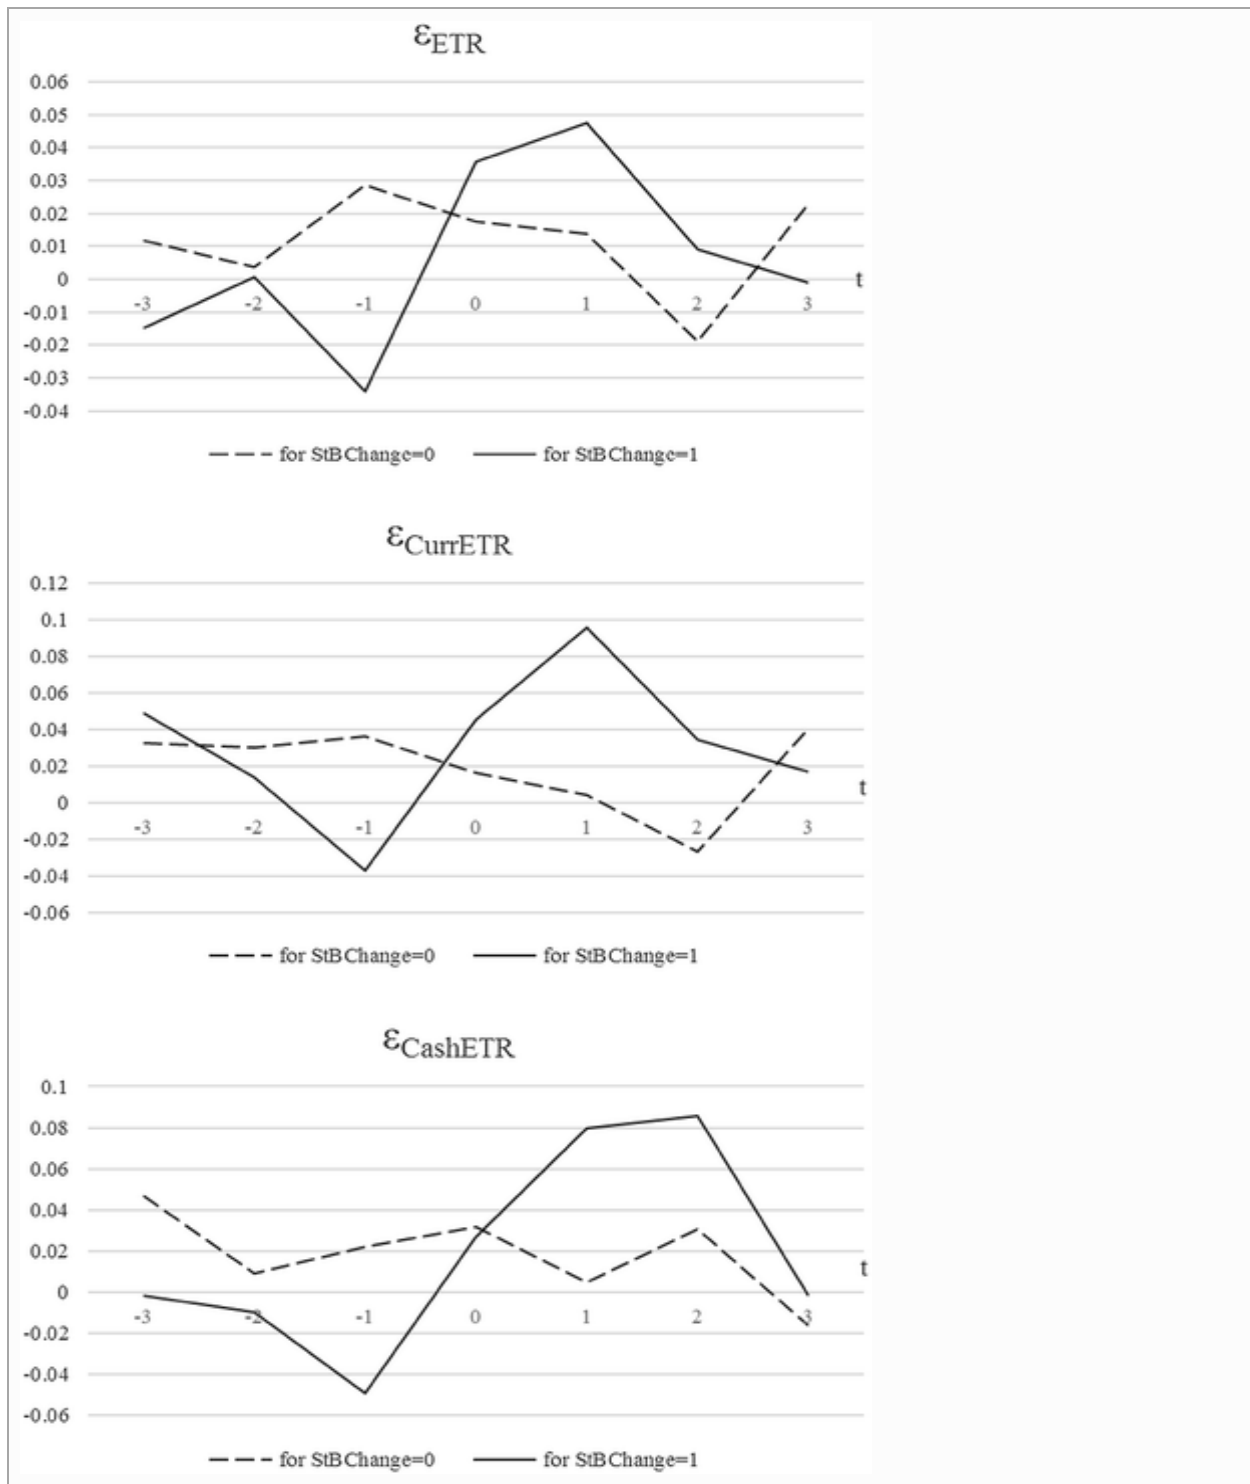 εETR
0.06
0.05
0.04
0.03
0.02
0.01
0 t
-3 -2 -1 0 1 2 3
-0.01
-0.02
-0.03
-0.04
for StBChange=0 for StBChange=1
εCurrETR
0.12
0.1
0.08
0.06
0.04
0.02
0 t
-3 -2 -1 0 1 2 3
-0.02
-0.04
-0.06
for StBChange=0 for StBChange=1
εCashETR
0.1
0.08
0.06
0.04
0.02
0 t
-3 -2 -1 0 1 2 3
-0.02
-0.04
-0.06
for StBChange=0 for StBChange=1